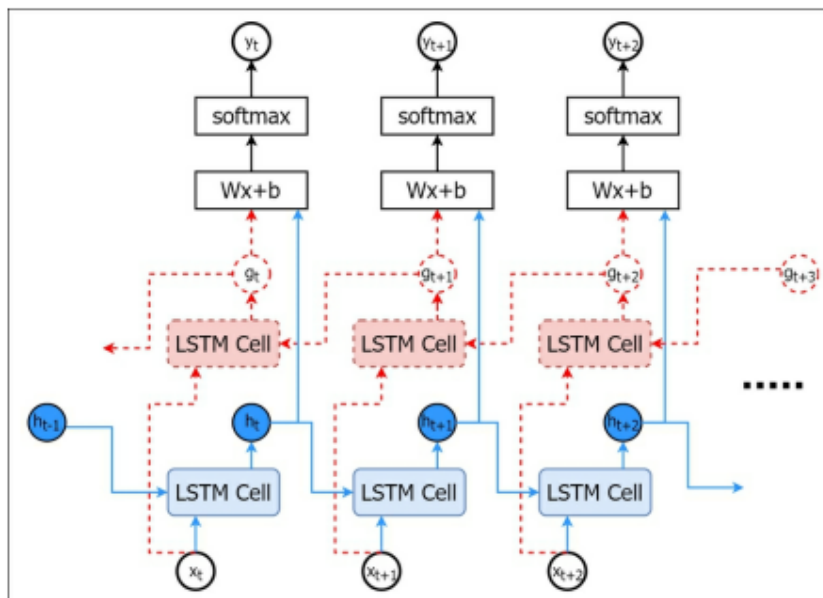 yt yt+1 yt+2
softmax softmax softmax
Wx+b Wx+b Wx+b
gt gt+1 gt+2 gt+3
LSTM Cell LSTM Cell LSTM Cell
ht-1 ht ht+1 ht+2
LSTM Cell LSTM Cell LSTM Cell
xt xt+1 xt+2